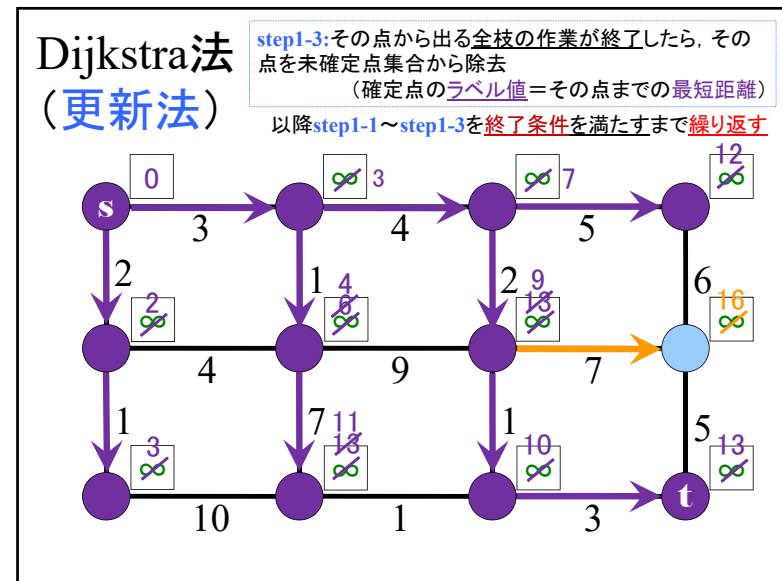 Dijkstra法
（更新法）
step1-3:その点から出る全枝の作業が終了したら，その
点を未確定点集合から除去
（確定点のラベル値＝その点までの最短距離）
以降step1-1～step1-3を終了条件を満たすまで繰り返す
s 0 ∞ 3 ∞ 7 12 ∞
3 4 5
2 1 2 6
2 ∞ 4 6 ∞ 9 13 ∞ 16 ∞
4 9 7
1 7 1 5
3 ∞ 11 13 ∞ 10 ∞ 13 ∞
t
10 1 3